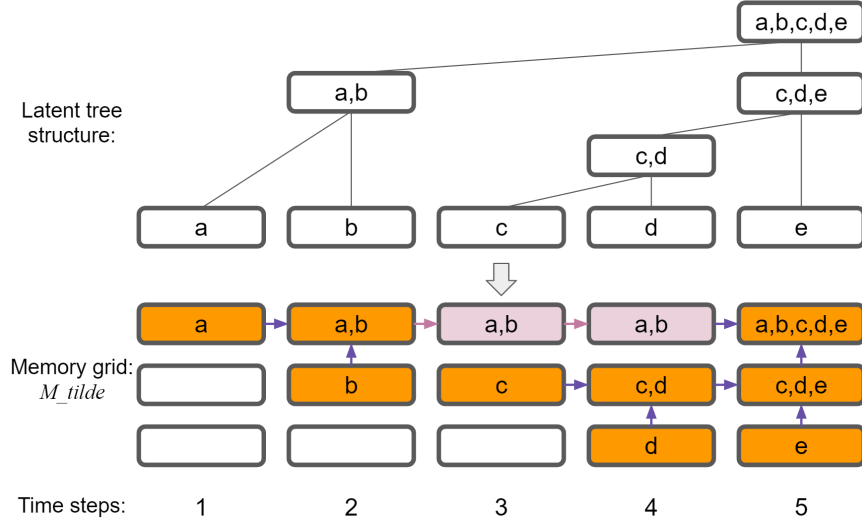 a,b,c,d,e
a,b
c,d,e
Latent tree
structure:
c,d
a
b
c
d
e
a
a,b
a,b
a,b
a,b,c,d,e
Memory grid:
M_tilde
b
c
c,d
c,d,e
d
e
Time steps:
1
2
3
4
5